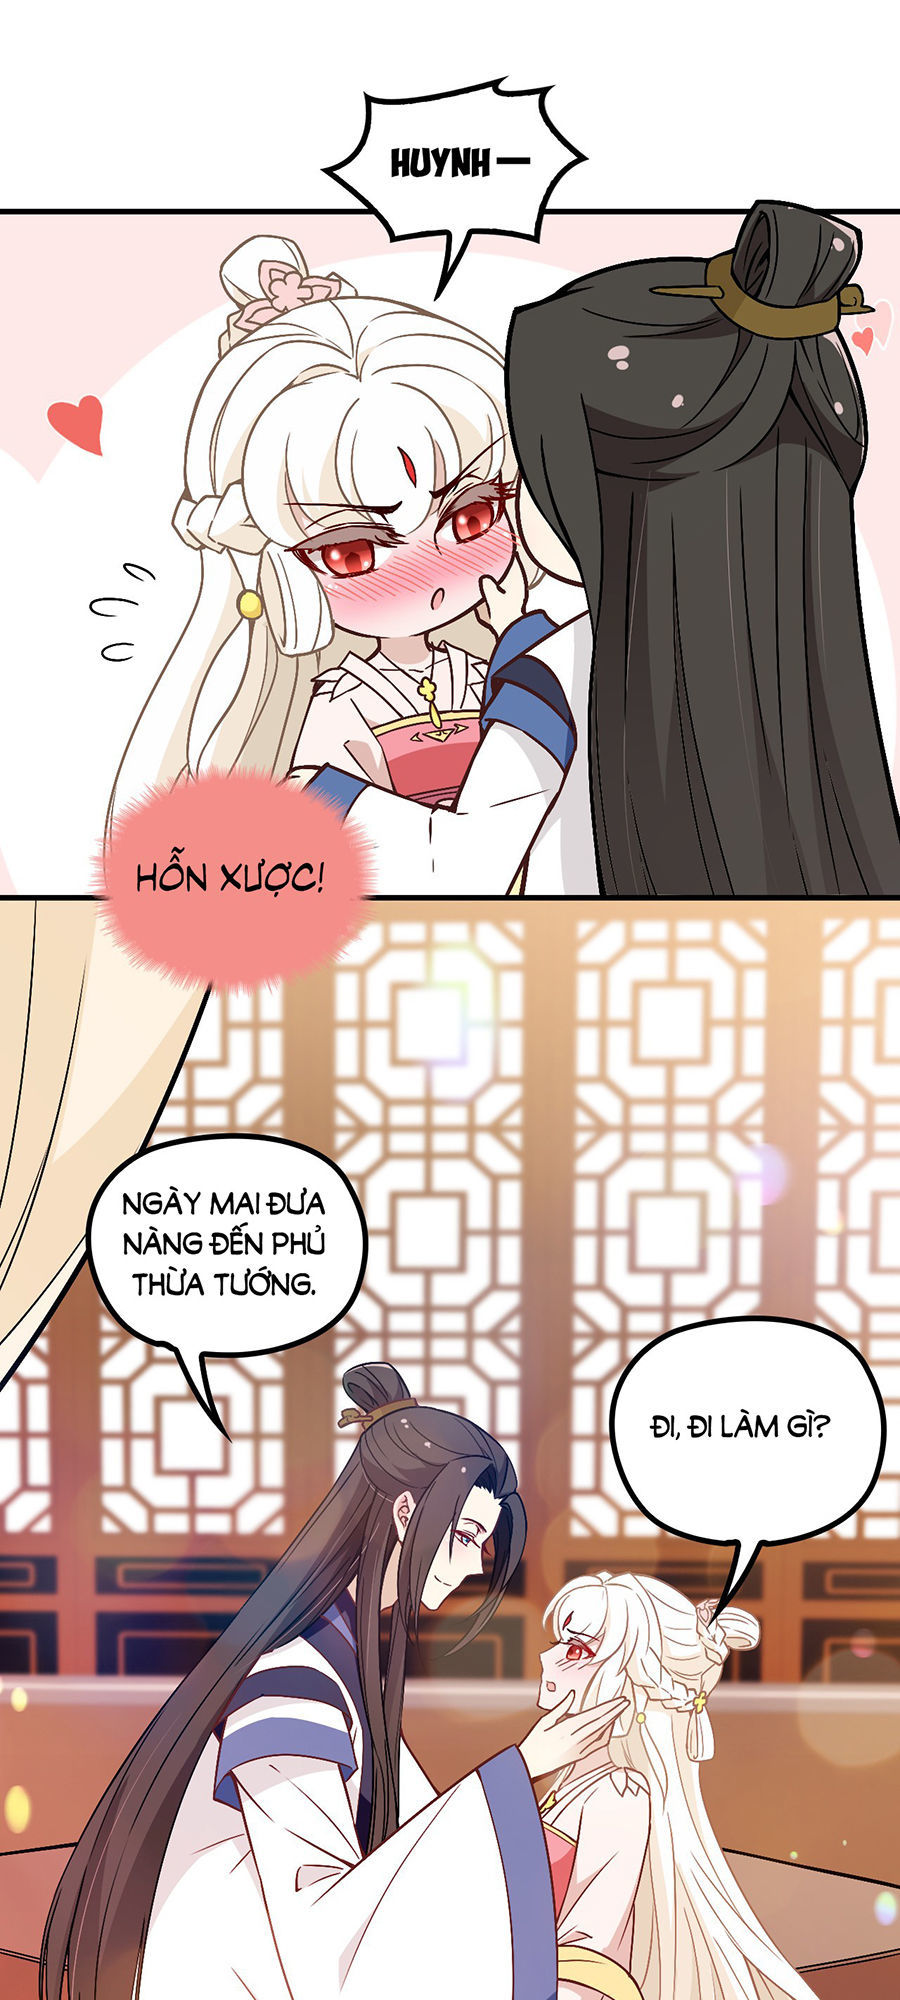 HUYNH—
HỖN XƯỢC!
NGÀY MAI ĐƯA
NÀNG ĐẾN PHỦ
THỪA TƯỚNG.
ĐI, ĐI LÀM GÌ?